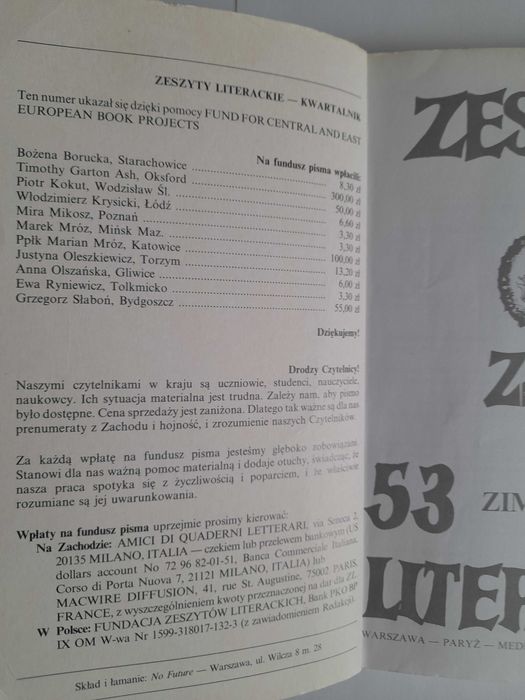 ZESZYTY LITERACKIE — KWARTALNIK
Ten numer ukazał się dzięki pomocy FUND FOR CENTRAL AND EAST
EUROPEAN BOOK PROJECTS
Na fundusz pisma wpłacili:
Bożena Borucka, Starachowice ........ 8,30 zł
Timothy Garton Ash, Oksford ........ 300,00 zł
Piotr Kokut, Wodzisław Śl. ........ 50,00 zł
Włodzimierz Krysicki, Łódź ........ 6,60 zł
Mira Mikosz, Poznań ........ 3,30 zł
Marek Mróz, Mińsk Maz. ........ 3,30 zł
Ppłk Marian Mróz, Katowice ........ 100,00 zł
Justyna Oleszkiewicz, Torzym ........ 13,20 zł
Anna Olszańska, Gliwice ........ 6,00 zł
Ewa Ryniewicz, Tolkmicko ........ 3,30 zł
Grzegorz Słaboń, Bydgoszcz ........ 55,00 zł
Dziękujemy!
Drodzy Czytelnicy!
Naszymi czytelnikami w kraju są uczniowie, studenci, nauczyciele,
naukowcy. Ich sytuacja materialna jest trudna. Zależy nam, aby pismo
było dostępne. Cena sprzedaży jest zaniżona. Dlatego tak ważne są dla nas
prenumeraty z Zachodu i hojność, i zrozumienie naszych Czytelników.
Za każdą wpłatę na fundusz pisma jesteśmy głęboko zobowiązani.
Stanowi dla nas ważną pomoc materialną i dodaje otuchy, świadcząc, że
nasza praca spotyka się z życzliwością i poparciem, i że właściwie
rozumiane są jej uwarunkowania.
Wpłaty na fundusz pisma uprzejmie prosimy kierować:
Na Zachodzie: AMICI DI QUADERNI LETTERARI, via Seneca 2,
20135 MILANO, ITALIA — czekiem lub przelewem bankowym (US
dollars account No 72 96 82-01-51, Banca Commerciale Italiana,
Corso di Porta Nuova 7, 21121 MILANO, ITALIA) lub
MACWIRE DIFFUSION, 41, rue St. Augustine, 75002 PARIS,
FRANCE, z wyszczególnieniem kwoty przeznaczonej na dar dla ZL.
W Polsce: FUNDACJA ZESZYTÓW LITERACKICH, Bank PKO BP
IX OM W-wa Nr 1599-318017-132-3 (z zawiadomieniem Redakcji).
Skład i łamanie: No Future — Warszawa, ul. Wilcza 8 m. 28
ZES
Z
53
ZIM
LITER
WARSZAWA — PARYŻ — MED